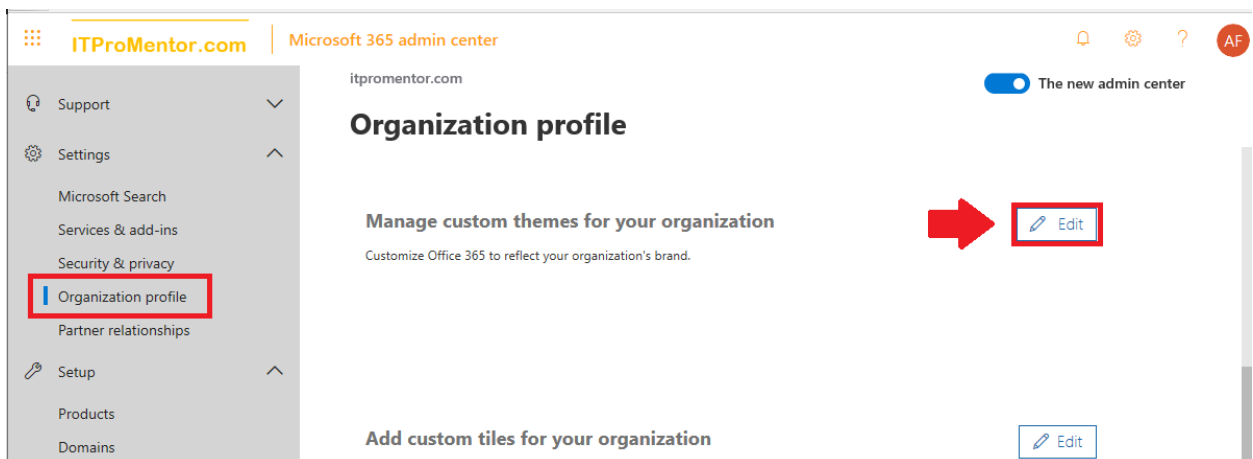 ITProMentor.com
Microsoft 365 admin center
?
AF
Support
Settings
Microsoft Search
Services & add-ins
Security & privacy
Organization profile
Partner relationships
Setup
Products
Domains
itpromentor.com
The new admin center
Organization profile
Manage custom themes for your organization
Edit
Customize Office 365 to reflect your organization's brand.
Add custom tiles for your organization
Edit